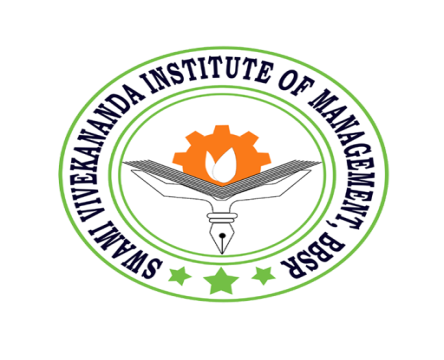 SWAMI VIVEKANANDA INSTITUTE OF MANAGEMENT, BBSR